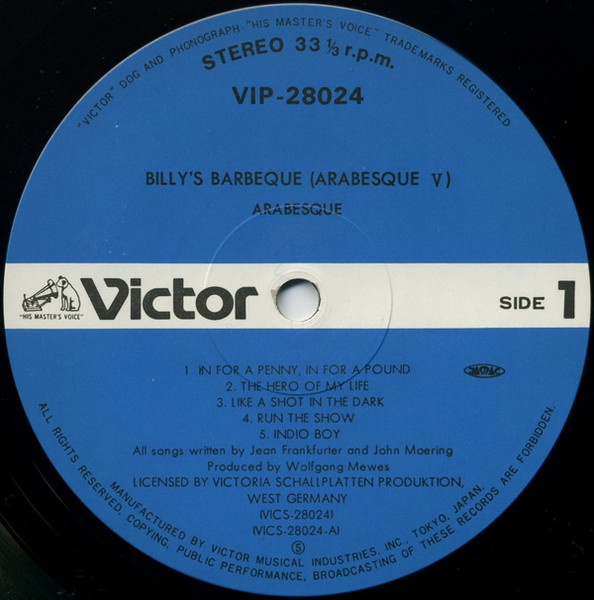 "VICTOR" DOG AND PHONOGRAPH-"HIS MASTER'S VOICE" TRADEMARKS REGISTERED
STEREO 33 1/3 r.p.m.
VIP-28024
BILLY'S BARBEQUE (ARABESQUE V)
ARABESQUE
"HIS MASTER'S VOICE"
Victor
SIDE 1
1 IN FOR A PENNY, IN FOR A POUND
2. THE HERO OF MY LIFE
3. LIKE A SHOT IN THE DARK
4. RUN THE SHOW
5. INDIO BOY
JASRAC
All songs written by Jean Frankfurter and John Moering
Produced by Wolfgang Mewes
LICENSED BY VICTORIA SCHALLPLATTEN PRODUKTION,
WEST GERMANY
(VICS-28024)
(VICS-28024-A)
5
MANUFACTURED BY VICTOR MUSICAL INDUSTRIES, INC., TOKYO, JAPAN.
ALL RIGHTS RESERVED. COPYING, PUBLIC PERFORMANCE, BROADCASTING OF THESE RECORDS ARE FORBIDDEN.